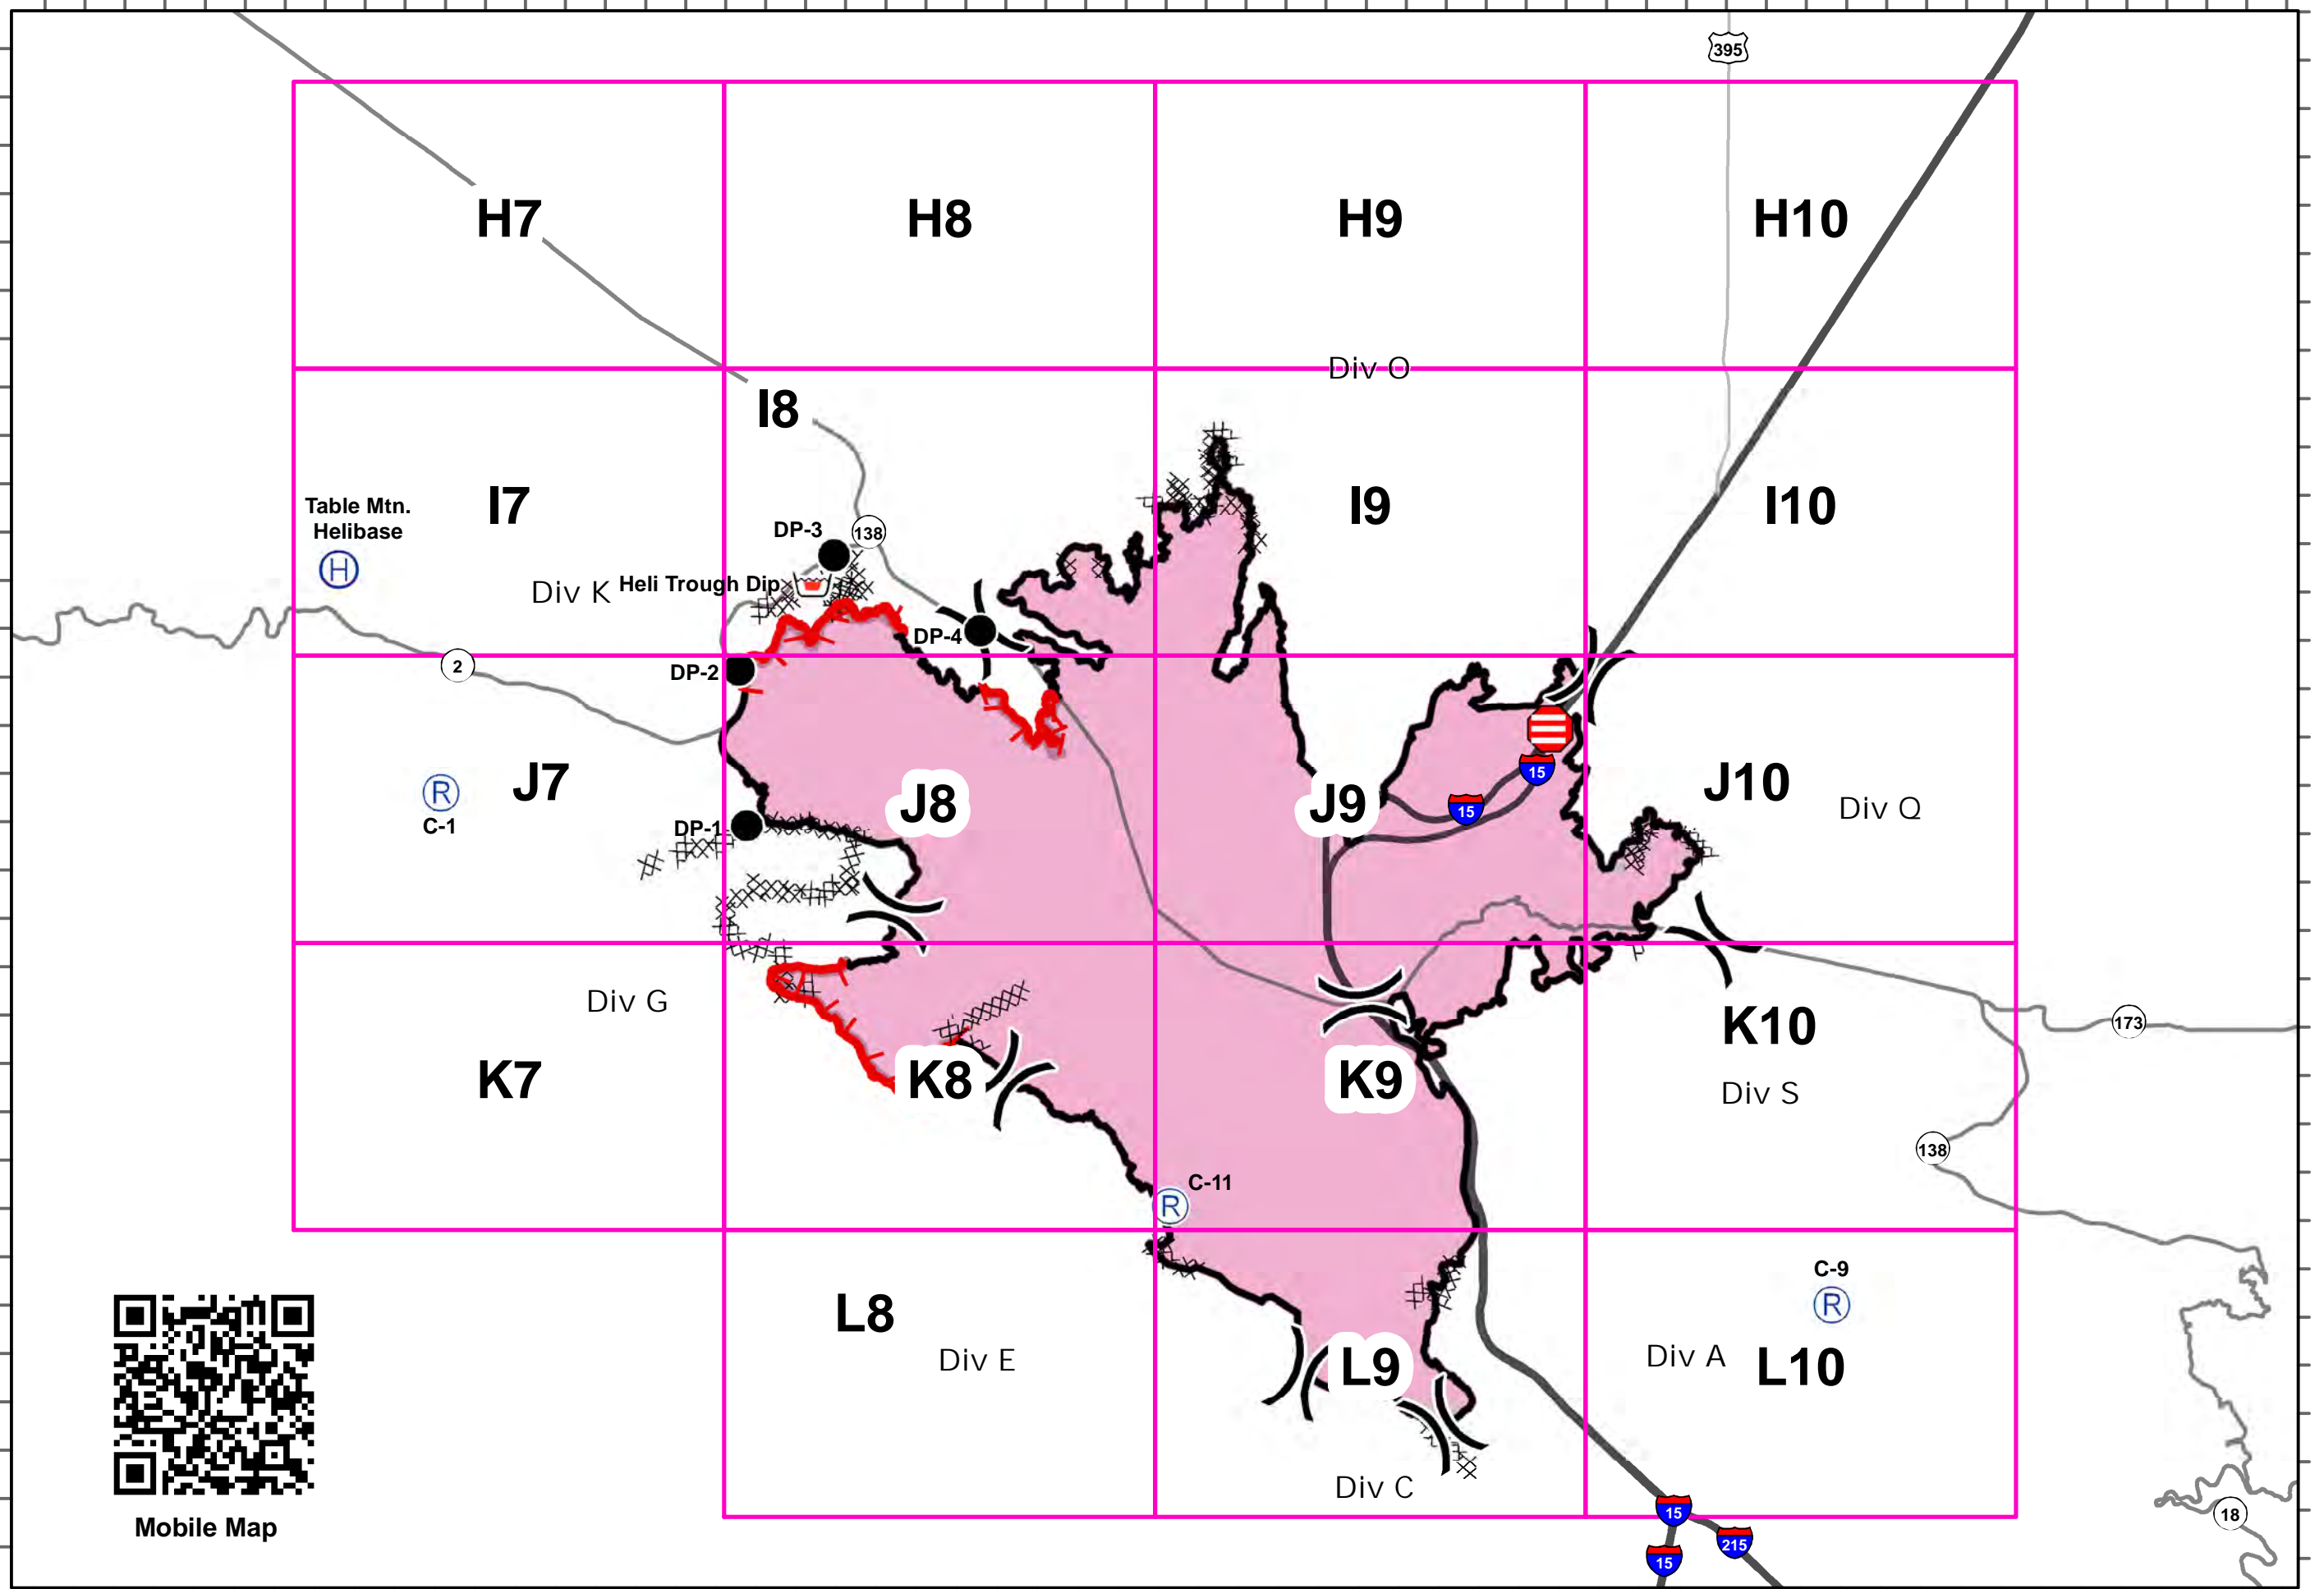 395
H7
H8
H9
H10
Div O
I8
Table Mtn.
Helibase
H
I7
I9
I10
DP-3
138
Div K
Heli Trough Dip
DP-4
2
DP-2
15
J7
J8
J9
15
J10
Div Q
R
C-1
DP-1
Div G
K7
K8
K9
K10
173
Div S
138
C-11
R
L8
Div E
L9
C-9
R
Div A
L10
Div C
Mobile Map
15
18
215
15